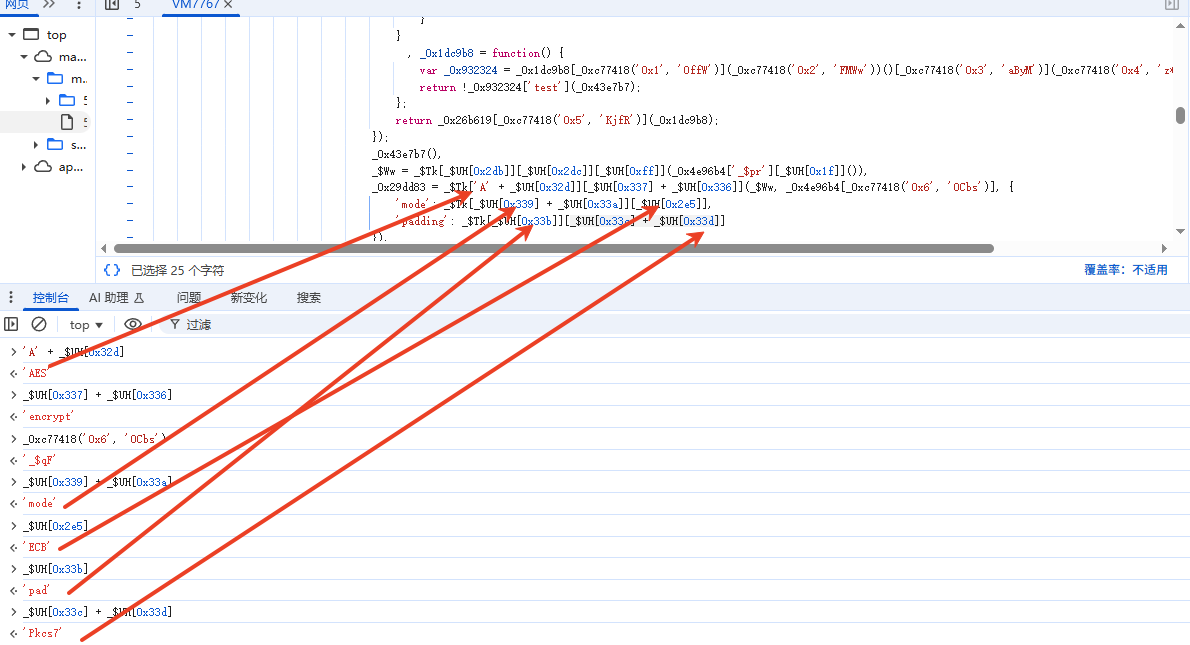 网页
5
VM7767
top
ma...
m..
5
5
s...
ap...
}
}
, _0x1dc9b8 = function() {
var _0x932324 = _0x1dc9b8[_0xc77418('0x1', 'OffW')](_0xc77418('0x2', 'FMWw'))()[_0xc77418('0x3', 'aByM')](_0xc77418('0x4', 'z*
return !_0x932324['test'](_0x43e7b7);
};
return _0x26b619[_0xc77418('0x5', 'KjfR')](_0x1dc9b8);
});
_0x43e7b7(),
_$Ww = _$Tk[_$UH[0x2db]][_$UH[0x2dc]][_$UH[0xff]](_0x4e96b4['_$pr'][_$UH[0x1f]]()),
_0x29dd83 = _$Tk['A' + _$UH[0x32d]][_$UH[0x337] + _$UH[0x336]](_$Ww, _0x4e96b4[_0xc77418('0x6', 'OCbs')], {
'mode': _$Tk[_$UH[0x339] + _$UH[0x33a]][_$UH[0x2e5]],
'padding': _$Tk[_$UH[0x33b]][_$UH[0x33c] + _$UH[0x33d]]
}),
{} 已选择 25 个字符
覆盖率：不适用
控制台 AI 助理 问题 新变化 搜索
top 过滤
> 'A' + _$UH[0x32d]
'AES'
> _$UH[0x337] + _$UH[0x336]
'encrypt'
> _0xc77418('0x6', 'OCbs')
'_$qF'
> _$UH[0x339] + _$UH[0x33a]
'mode'
> _$UH[0x2e5]
'ECB'
> _$UH[0x33b]
'pad'
> _$UH[0x33c] + _$UH[0x33d]
'Pkcs7'